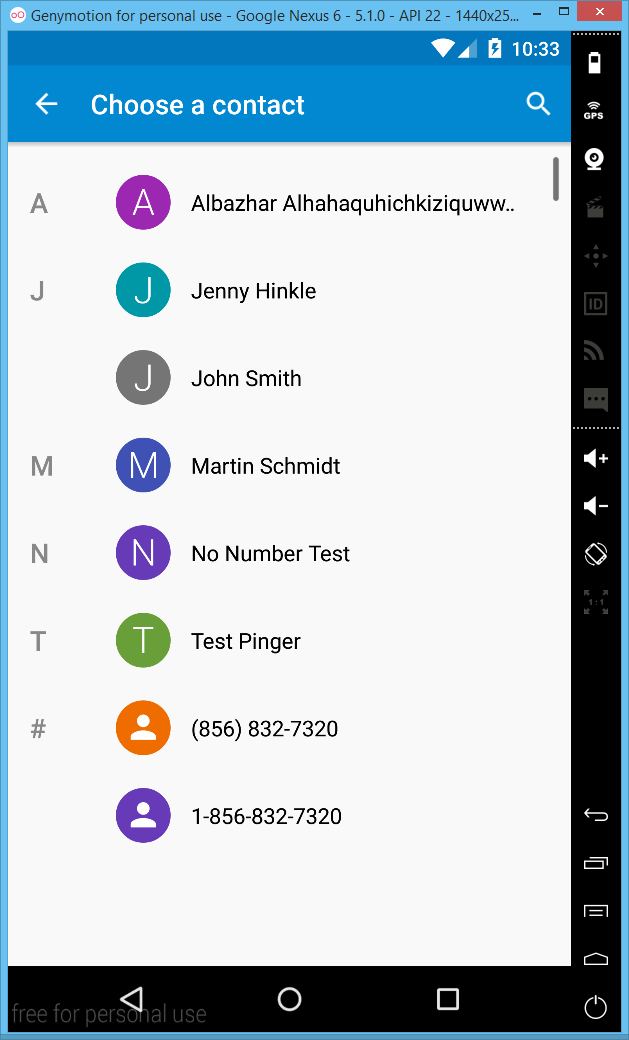 Genymotion for personal use - Google Nexus 6 - 5.1.0 - API 22 - 1440x25...
10:33
Choose a contact
GPS
A A Albazhar Alhahaquhichkiziquww..
J J Jenny Hinkle
ID
J John Smith
M M Martin Schmidt
N N No Number Test
1:1
T T Test Pinger
# (856) 832-7320
1-856-832-7320
free for personal use